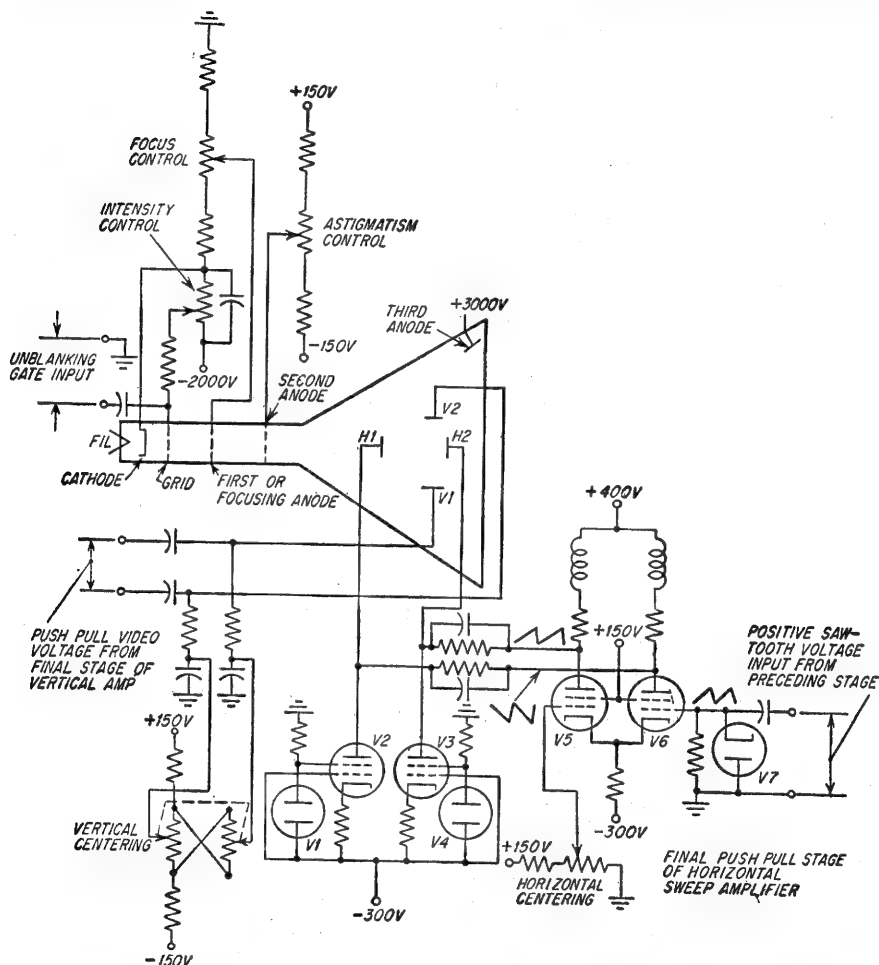 FOCUS
CONTROL
INTENSITY
CONTROL
+150V
ASTIGMATISM
CONTROL
-150V
-2000V
UNBLANKING
GATE INPUT
+3000V
THIRD
ANODE
SECOND
ANODE
V2
H1
H2
V1
FIL
CATHODE
GRID
FIRST OR
FOCUSING ANODE
PUSH PULL VIDEO
VOLTAGE FROM
FINAL STAGE OF
VERTICAL AMP
+400V
+150V
POSITIVE SAW-
TOOTH VOLTAGE
INPUT FROM
PRECEDING STAGE
V5
V6
V7
-300V
+150V
VERTICAL
CENTERING
-150V
V2
V3
V1
V4
-300V
+150V
HORIZONTAL
CENTERING
FINAL PUSH PULL STAGE
OF HORIZONTAL
SWEEP AMPLIFIER